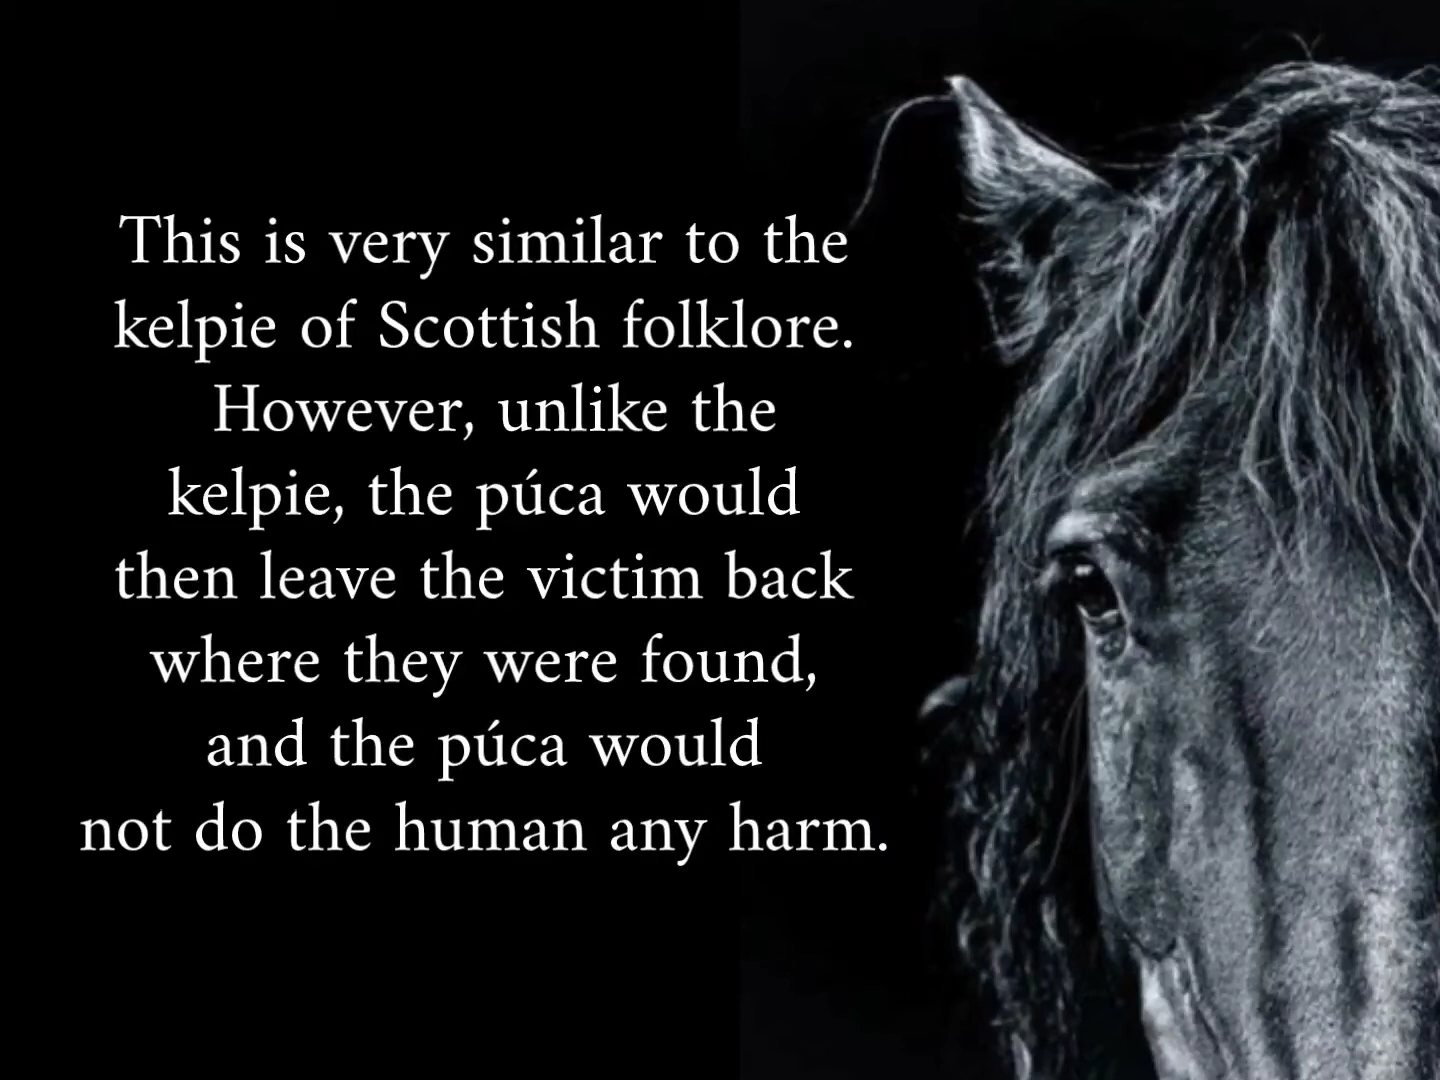 This is very similar to the
kelpie of Scottish folklore.
However, unlike the
kelpie, the púca would
then leave the victim back
where they were found,
and the púca would
not do the human any harm.